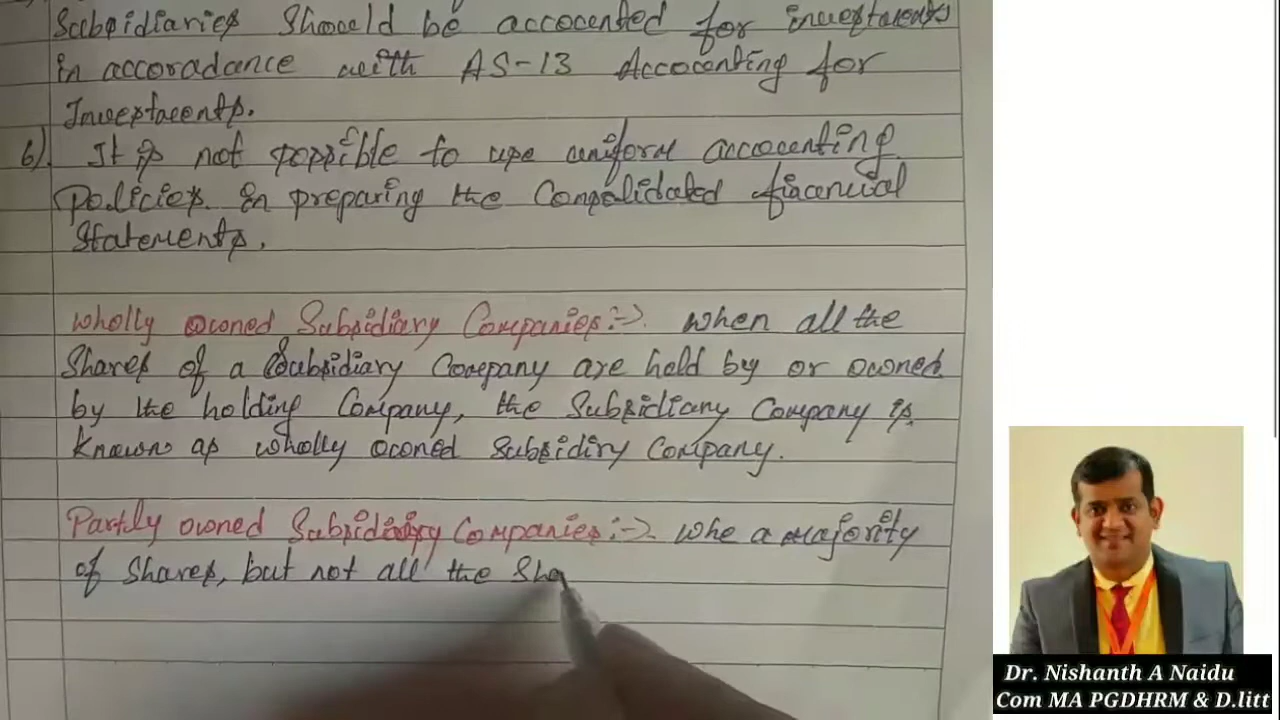 Subsidiaries Should be accounted for investments
in accoradance with AS-13 Accounting for
Investments.
6) It is not possible to use uniform accounting
Policies in preparing the Consolidated financial
Statements.
Wholly owned Subsidiary Companies:-> When all the
Shares of a Subsidiary Company are held by or owned
by the holding Company, the Subsidiary Company is
Known as wholly owned Subsidiry Company.
Partly owned Subsidiary Companies:-> Whe a majority
of Shares, but not all the Sha
Dr. Nishanth A Naidu
Com MA PGDHRM & D.litt